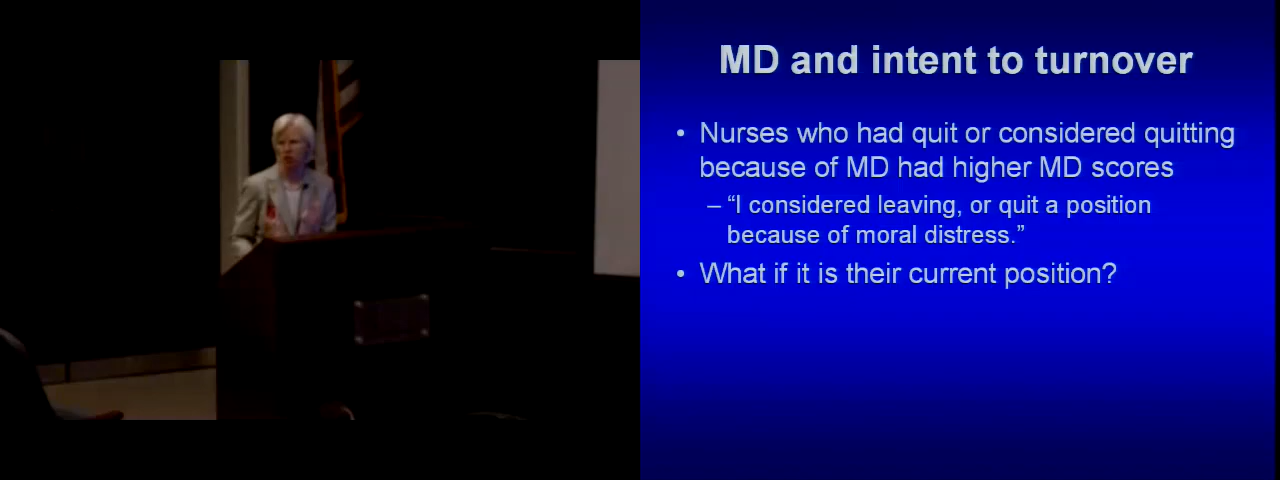 MD and intent to turnover
• Nurses who had quit or considered quitting
because of MD had higher MD scores
– “I considered leaving, or quit a position
because of moral distress.”
• What if it is their current position?